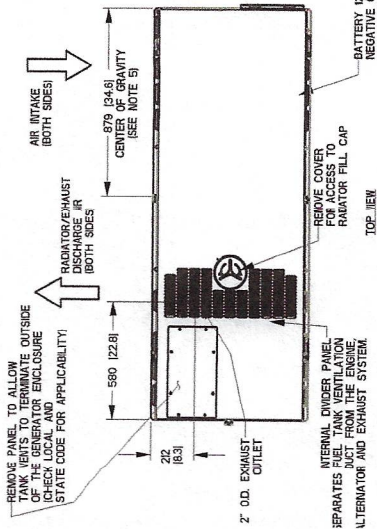 REMOVE PANEL TO ALLOW
TANK VENTS TO TERMINATE OUTSIDE
OF THE GENERATOR ENCLOSURE
(CHECK LOCAL AND
STATE CODE FOR APPLICABILITY)
RADIATOR/EXHAUST
DISCHARGE AIR
(BOTH SIDES)
AIR INTAKE
(BOTH SIDES)
580 [22.8]
879 [34.6]
CENTER OF GRAVITY
(SEE NOTE 5)
212
[8.3]
2" O.D. EXHAUST
OUTLET
INTERNAL DIVIDER PANEL
SEPARATES FUEL TANK VENTILATION
DUCT FROM THE ENGINE,
ALTERNATOR AND EXHAUST SYSTEM.
REMOVE COVER
FOR ACCESS TO
RADIATOR FILL CAP
TOP VIEW
BATTERY 12
NEGATIVE